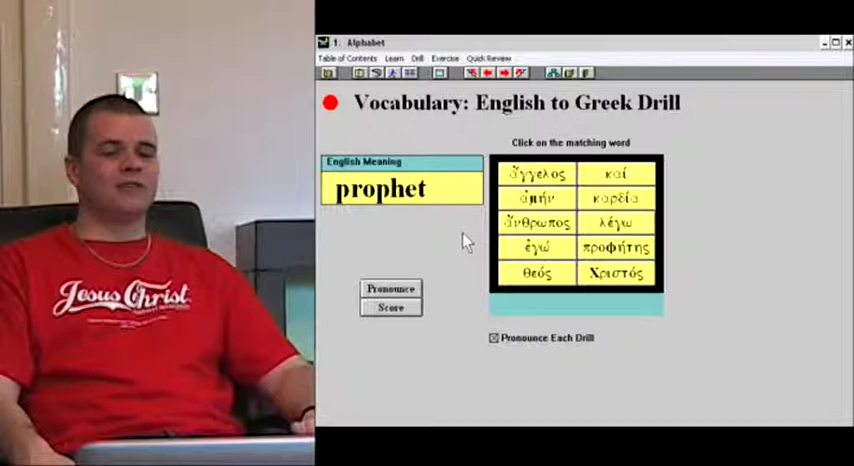 1. Alphabet
Table of Contents Learn Drill Exercise Quick Review
Vocabulary: English to Greek Drill
Click on the matching word
English Meaning
prophet
ἄγγελος καί
ἀμήν καρδία
ἄνθρωπος λέγω
ἐγώ προφήτης
θεός Χριστός
Pronounce
Score
Pronounce Each Drill
Jesus Christ